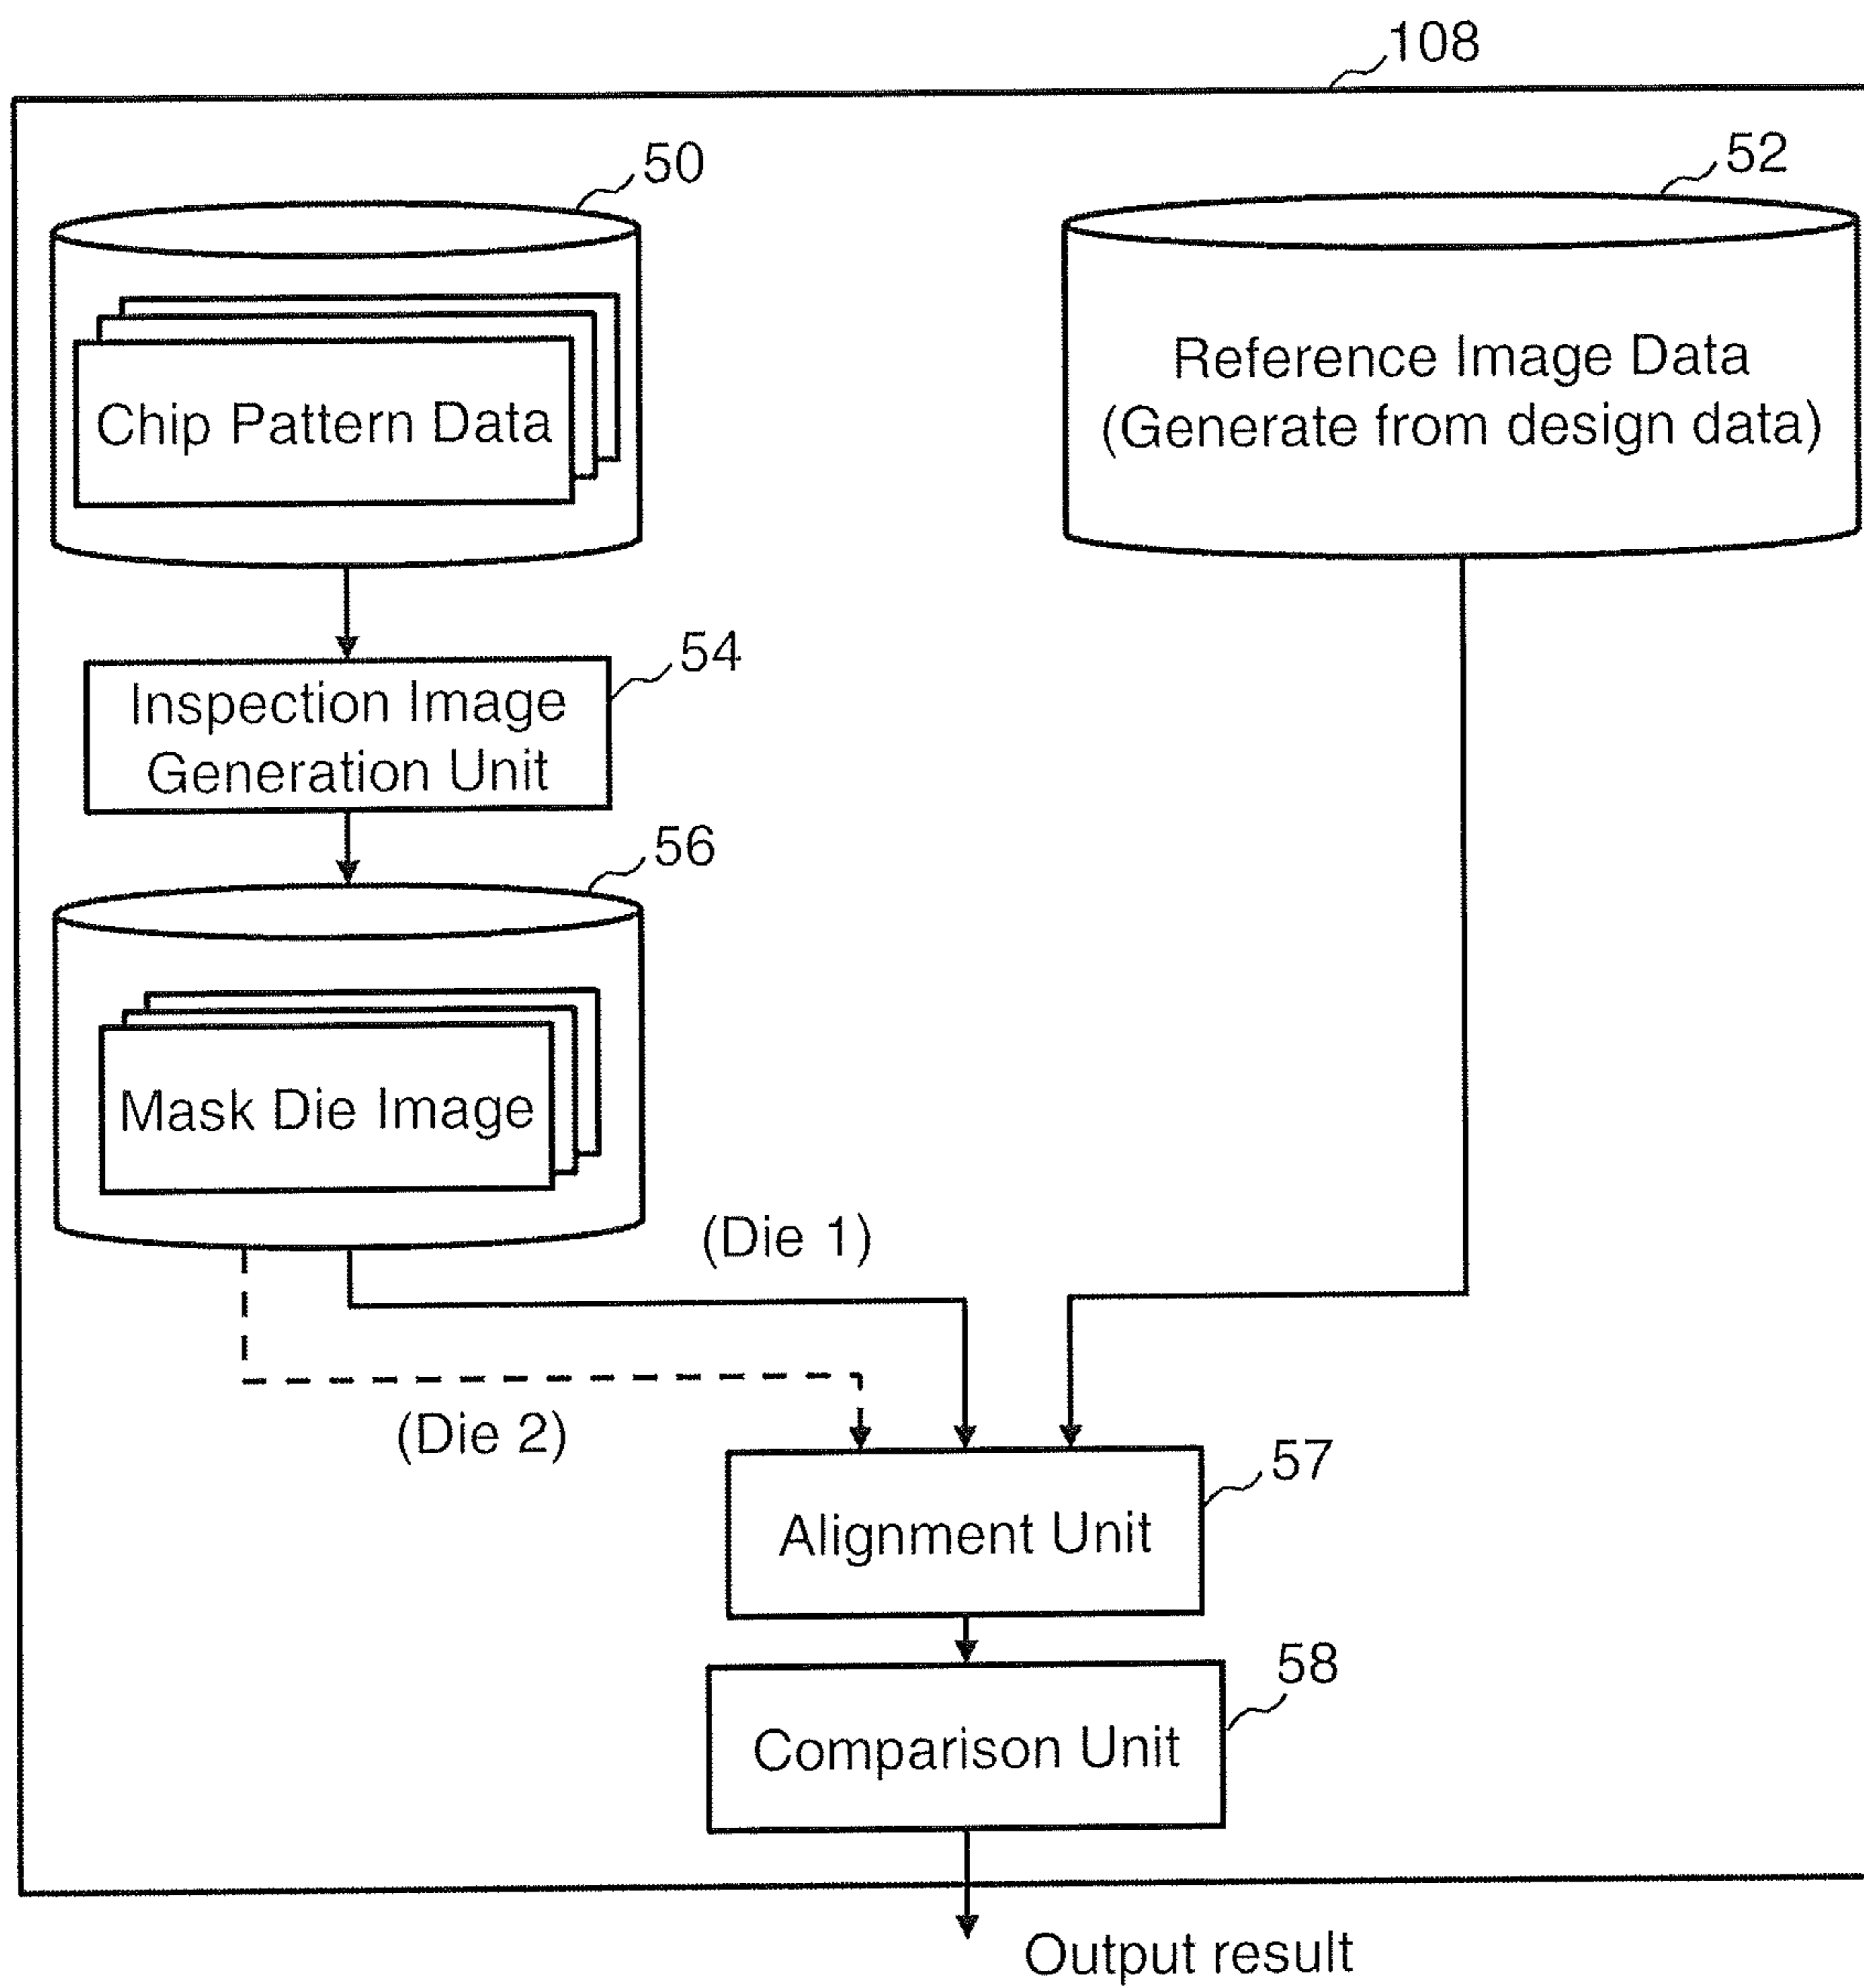 108
50
52
Chip Pattern Data
Reference Image Data
(Generate from design data)
54
Inspection Image
Generation Unit
56
Mask Die Image
(Die 1)
(Die 2)
57
Alignment Unit
58
Comparison Unit
Output result